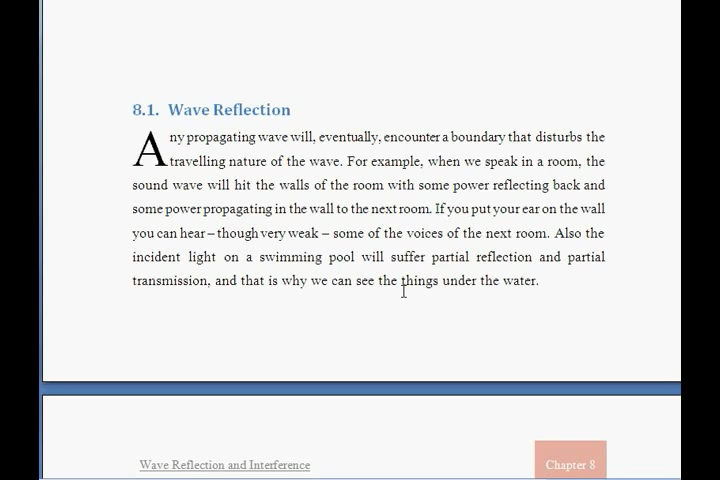 8.1. Wave Reflection
Any propagating wave will, eventually, encounter a boundary that disturbs the
travelling nature of the wave. For example, when we speak in a room, the
sound wave will hit the walls of the room with some power reflecting back and
some power propagating in the wall to the next room. If you put your ear on the wall
you can hear – though very weak – some of the voices of the next room. Also the
incident light on a swimming pool will suffer partial reflection and partial
transmission, and that is why we can see the things under the water.
Wave Reflection and Interference
Chapter 8